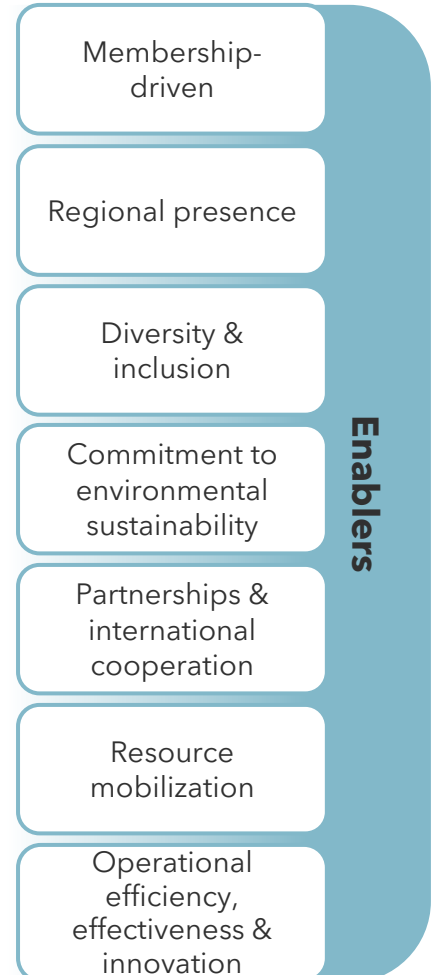 Membership-
driven
Regional presence
Diversity &
inclusion
Commitment to
environmental
sustainability
Partnerships &
international
cooperation
Resource
mobilization
Operational
efficiency,
effectiveness &
innovation
Enablers